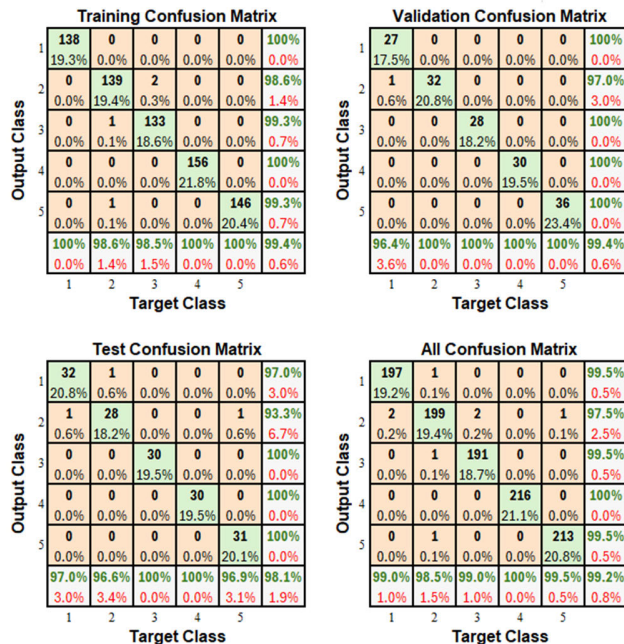 Training Confusion Matrix
1 138 0 0 0 0 100%
19.3% 0.0% 0.0% 0.0% 0.0% 0.0%
2 0 139 2 0 0 98.6%
0.0% 19.4% 0.3% 0.0% 0.0% 1.4%
3 0 1 133 0 0 99.3%
0.0% 0.1% 18.6% 0.0% 0.0% 0.7%
4 0 0 0 156 0 100%
0.0% 0.0% 0.0% 21.8% 0.0% 0.0%
5 0 1 0 0 146 99.3%
0.0% 0.1% 0.0% 0.0% 20.4% 0.7%
100% 98.6% 98.5% 100% 100% 99.4%
0.0% 1.4% 1.5% 0.0% 0.0% 0.6%
1 2 3 4 5
Target Class
Output Class
Validation Confusion Matrix
1 27 0 0 0 0 100%
17.5% 0.0% 0.0% 0.0% 0.0% 0.0%
2 1 32 0 0 0 97.0%
0.6% 20.8% 0.0% 0.0% 0.0% 3.0%
3 0 0 28 0 0 100%
0.0% 0.0% 18.2% 0.0% 0.0% 0.0%
4 0 0 0 30 0 100%
0.0% 0.0% 0.0% 19.5% 0.0% 0.0%
5 0 0 0 0 36 100%
0.0% 0.0% 0.0% 0.0% 23.4% 0.0%
96.4% 100% 100% 100% 100% 99.4%
3.6% 0.0% 0.0% 0.0% 0.0% 0.6%
1 2 3 4 5
Target Class
Output Class
Test Confusion Matrix
1 32 1 0 0 0 97.0%
20.8% 0.6% 0.0% 0.0% 0.0% 3.0%
2 1 28 0 0 1 93.3%
0.6% 18.2% 0.0% 0.0% 0.6% 6.7%
3 0 0 30 0 0 100%
0.0% 0.0% 19.5% 0.0% 0.0% 0.0%
4 0 0 0 30 0 100%
0.0% 0.0% 0.0% 19.5% 0.0% 0.0%
5 0 0 0 0 31 100%
0.0% 0.0% 0.0% 0.0% 20.1% 0.0%
97.0% 96.6% 100% 100% 96.9% 98.1%
3.0% 3.4% 0.0% 0.0% 3.1% 1.9%
1 2 3 4 5
Target Class
Output Class
All Confusion Matrix
1 197 1 0 0 0 99.5%
19.2% 0.1% 0.0% 0.0% 0.0% 0.5%
2 2 199 2 0 1 97.5%
0.2% 19.4% 0.2% 0.0% 0.1% 2.5%
3 0 1 191 0 0 99.5%
0.0% 0.1% 18.7% 0.0% 0.0% 0.5%
4 0 0 0 216 0 100%
0.0% 0.0% 0.0% 21.1% 0.0% 0.0%
5 0 1 0 0 213 99.5%
0.0% 0.1% 0.0% 0.0% 20.8% 0.5%
99.0% 98.5% 99.0% 100% 99.5% 99.2%
1.0% 1.5% 1.0% 0.0% 0.5% 0.8%
1 2 3 4 5
Target Class
Output Class